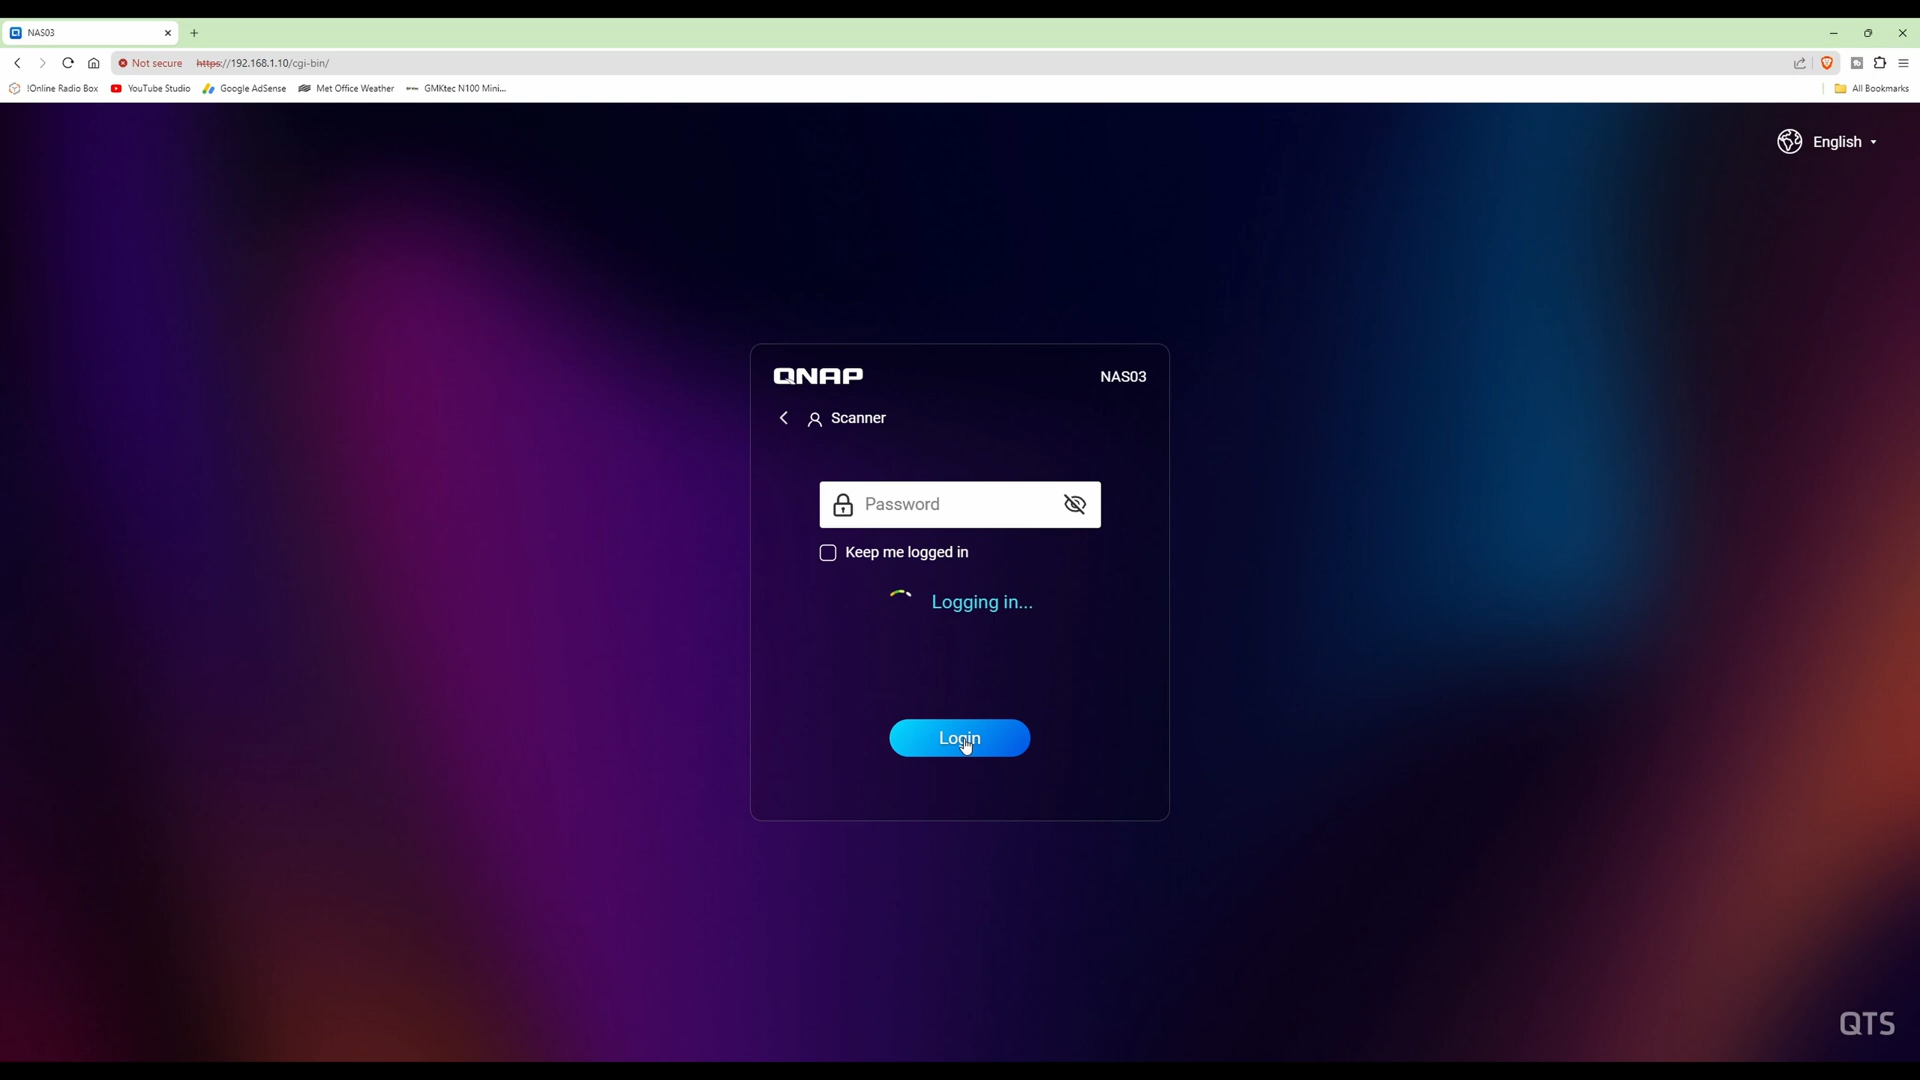 NAS03
Not secure https://192.168.1.10/cgi-bin/
!Online Radio Box YouTube Studio Google AdSense Met Office Weather GMKtec N100 Mini... All Bookmarks
English
QNAP NAS03
Scanner
Password
Keep me logged in
Logging in...
Login
QTS